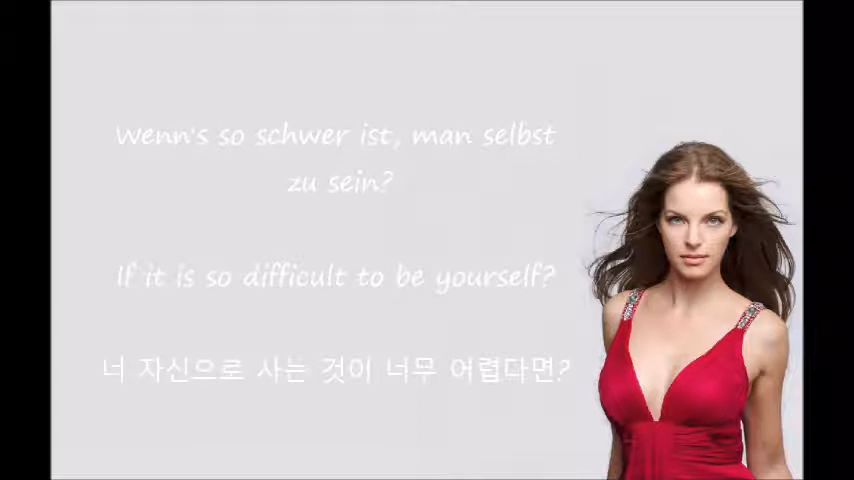 Wenn's so schwer ist, man selbst
zu sein?
If it is so difficult to be yourself?
너 자신으로 사는 것이 너무 어렵다면?